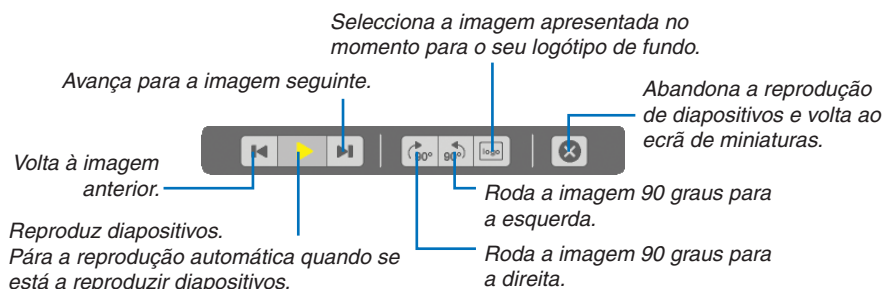 Selecciona a imagem apresentada no
momento para o seu logótipo de fundo.
Avança para a imagem seguinte.
Abandona a reprodução
de diapositivos e volta ao
ecrã de miniaturas.
90°
90°
logo
Volta à imagem
anterior.
Roda a imagem 90 graus para
a esquerda.
Reproduz diapositivos.
Pára a reprodução automática quando se
está a reproduzir diapositivos.
Roda a imagem 90 graus para
a direita.